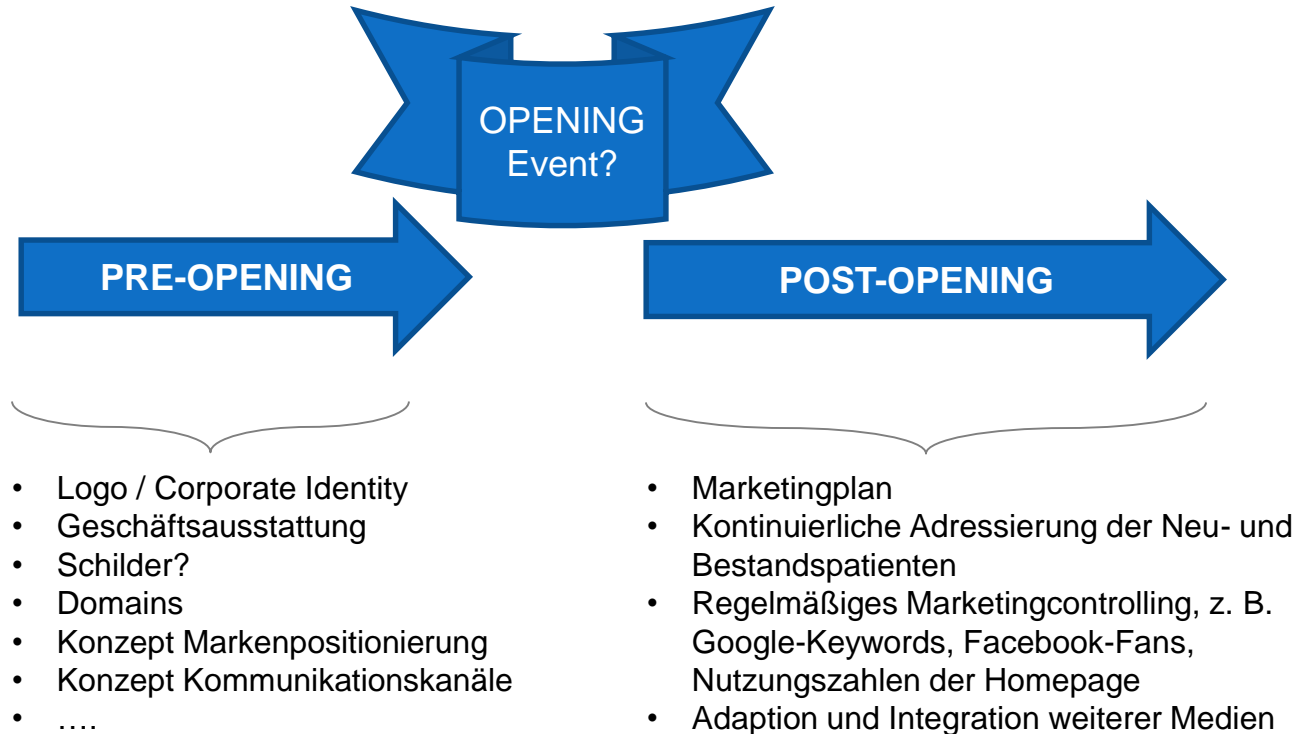 OPENING
Event?
PRE-OPENING
POST-OPENING
• Logo / Corporate Identity
• Geschäftsausstattung
• Schilder?
• Domains
• Konzept Markenpositionierung
• Konzept Kommunikationskanäle
• ….
• Marketingplan
• Kontinuierliche Adressierung der Neu- und
Bestandspatienten
• Regelmäßiges Marketingcontrolling, z. B.
Google-Keywords, Facebook-Fans,
Nutzungszahlen der Homepage
• Adaption und Integration weiterer Medien